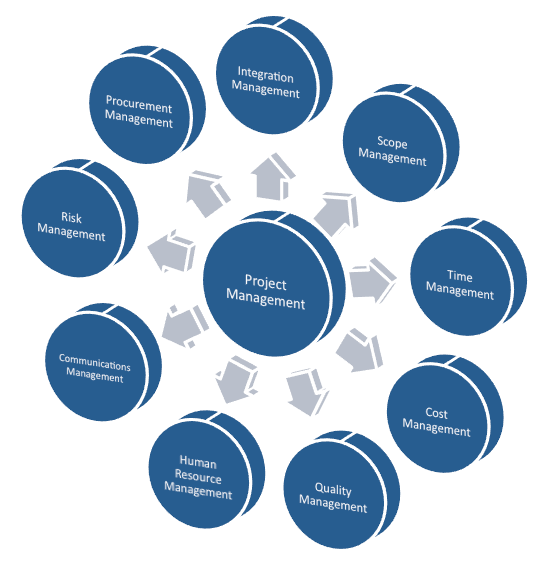 Integration
Management
Scope
Management
Time
Management
Cost
Management
Quality
Management
Human
Resource
Management
Communications
Management
Risk
Management
Procurement
Management
Project
Management